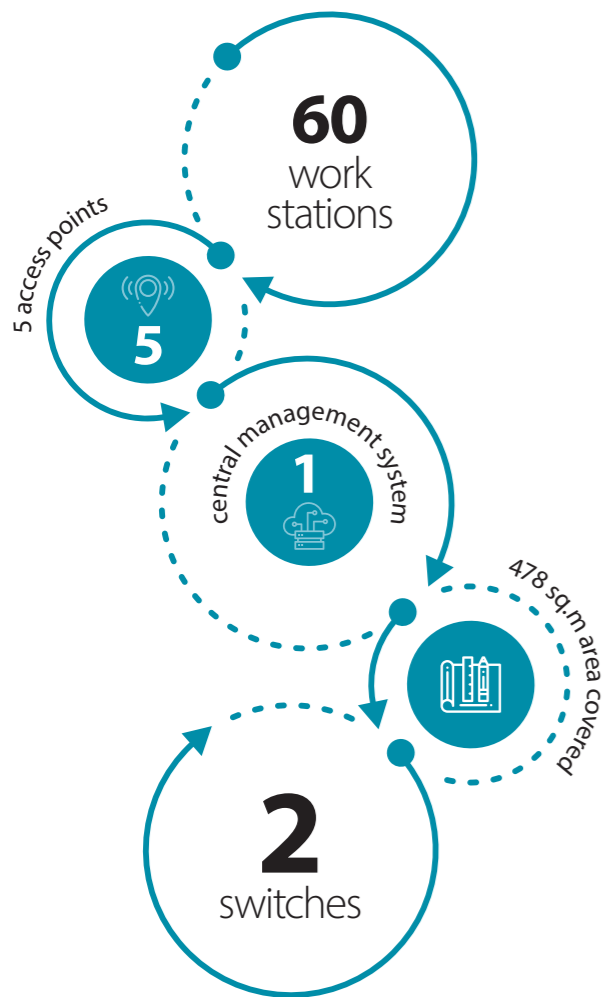 60
work
stations
5 access points
5
central management system
1
478 sq.m area covered
2
switches